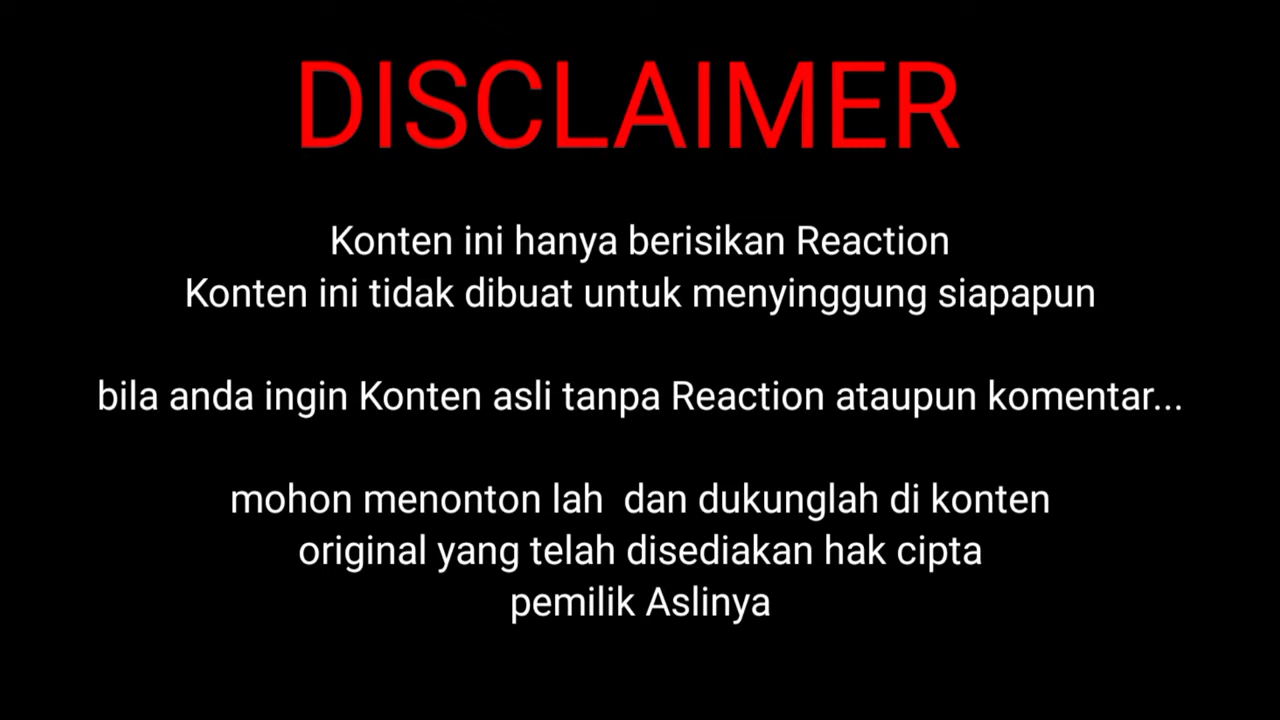 DISCLAIMER
Konten ini hanya berisikan Reaction
Konten ini tidak dibuat untuk menyinggung siapapun
bila anda ingin Konten asli tanpa Reaction ataupun komentar...
mohon menonton lah  dan dukunglah di konten
original yang telah disediakan hak cipta
pemilik Aslinya